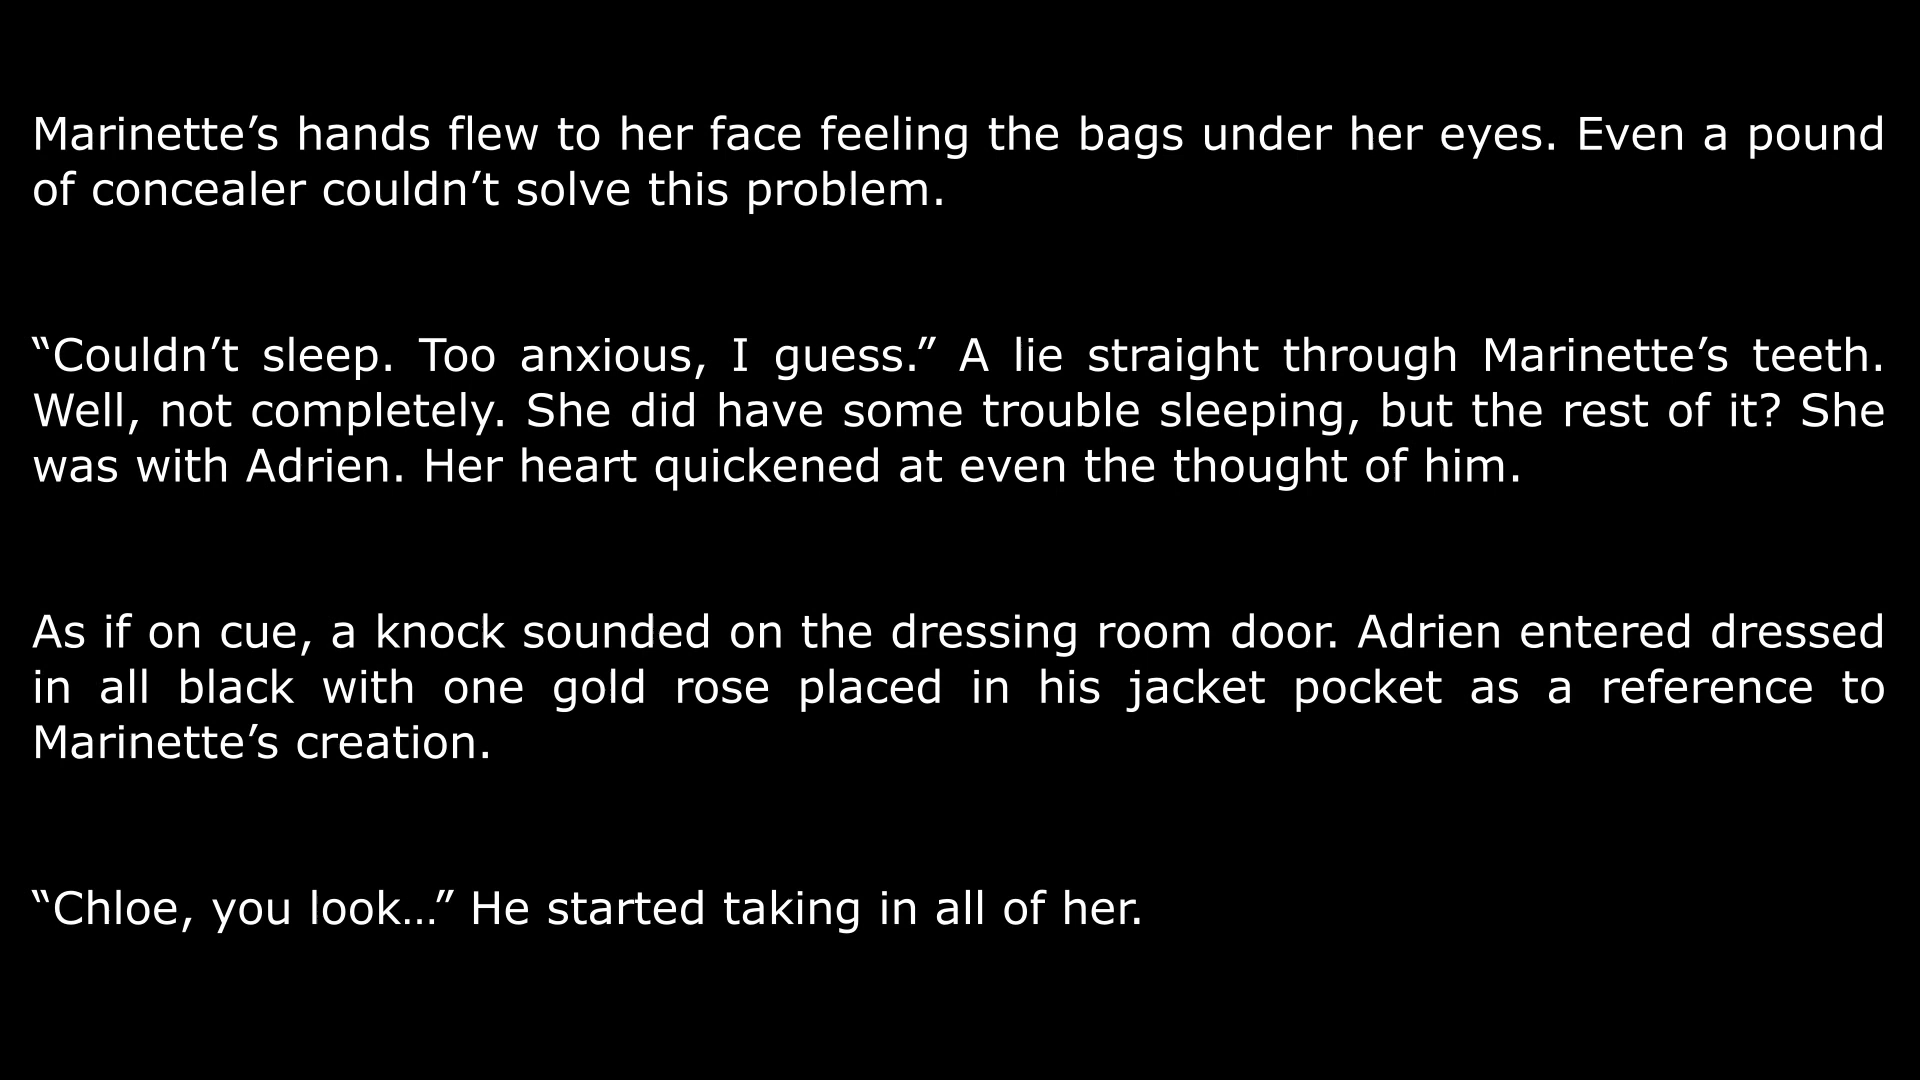 Marinette’s hands flew to her face feeling the bags under her eyes. Even a pound
of concealer couldn’t solve this problem.
“Couldn’t sleep. Too anxious, I guess.” A lie straight through Marinette’s teeth.
Well, not completely. She did have some trouble sleeping, but the rest of it? She
was with Adrien. Her heart quickened at even the thought of him.
As if on cue, a knock sounded on the dressing room door. Adrien entered dressed
in all black with one gold rose placed in his jacket pocket as a reference to
Marinette’s creation.
“Chloe, you look…” He started taking in all of her.